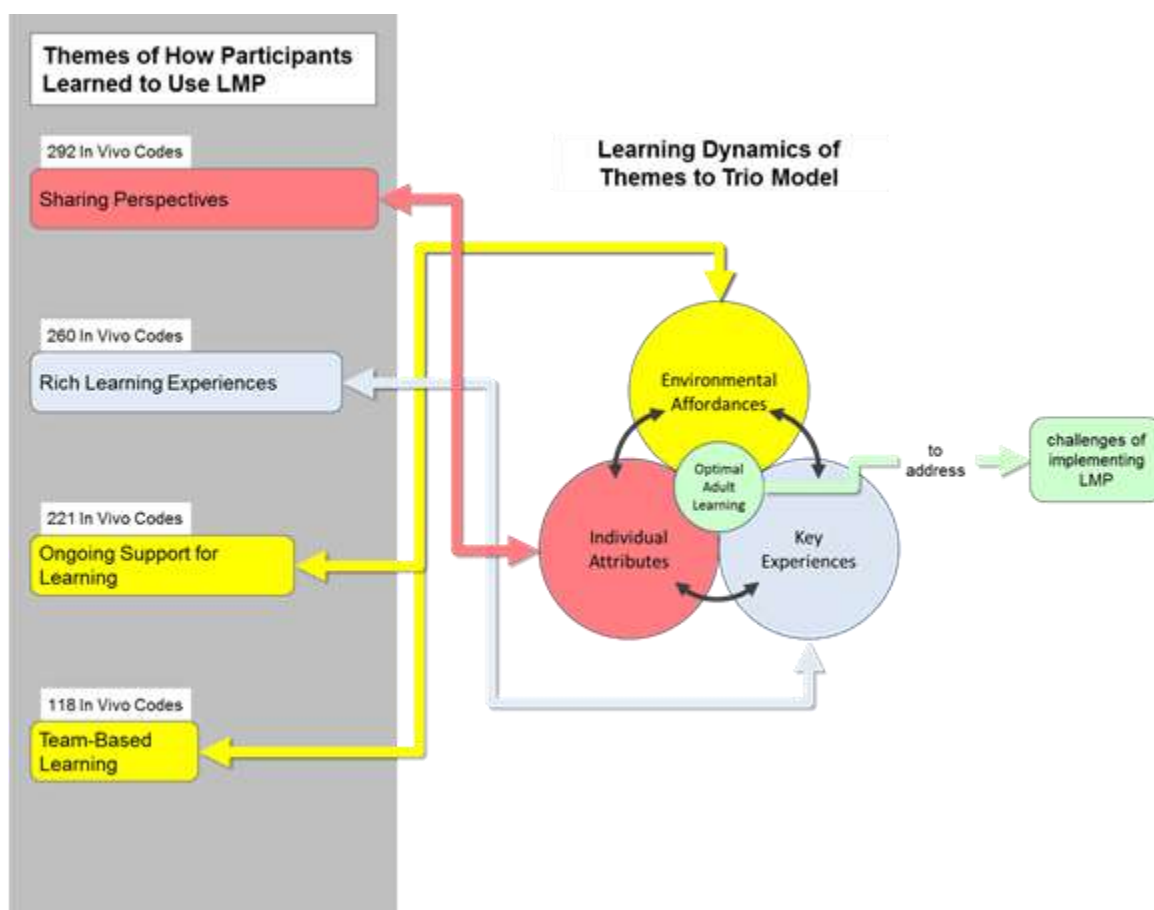 Themes of How Participants
Learned to Use LMP
292 In Vivo Codes
Sharing Perspectives
260 In Vivo Codes
Rich Learning Experiences
221 In Vivo Codes
Ongoing Support for
Learning
118 In Vivo Codes
Team-Based
Learning
Learning Dynamics of
Themes to Trio Model
Environmental
Affordances
Optimal
Adult
Learning
Individual
Attributes
Key
Experiences
to
address
challenges of
implementing
LMP